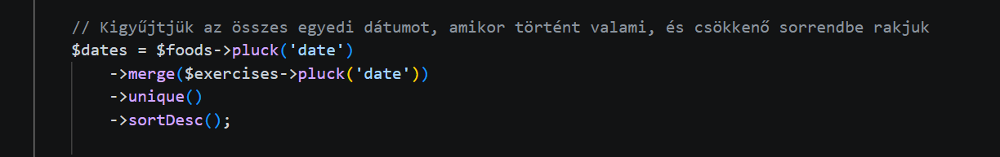 // Kigyűjtjük az összes egyedi dátumot, amikor történt valami, és csökkenő sorrendbe rakjuk
$dates = $foods->pluck('date')
->merge($exercises->pluck('date'))
->unique()
->sortDesc();